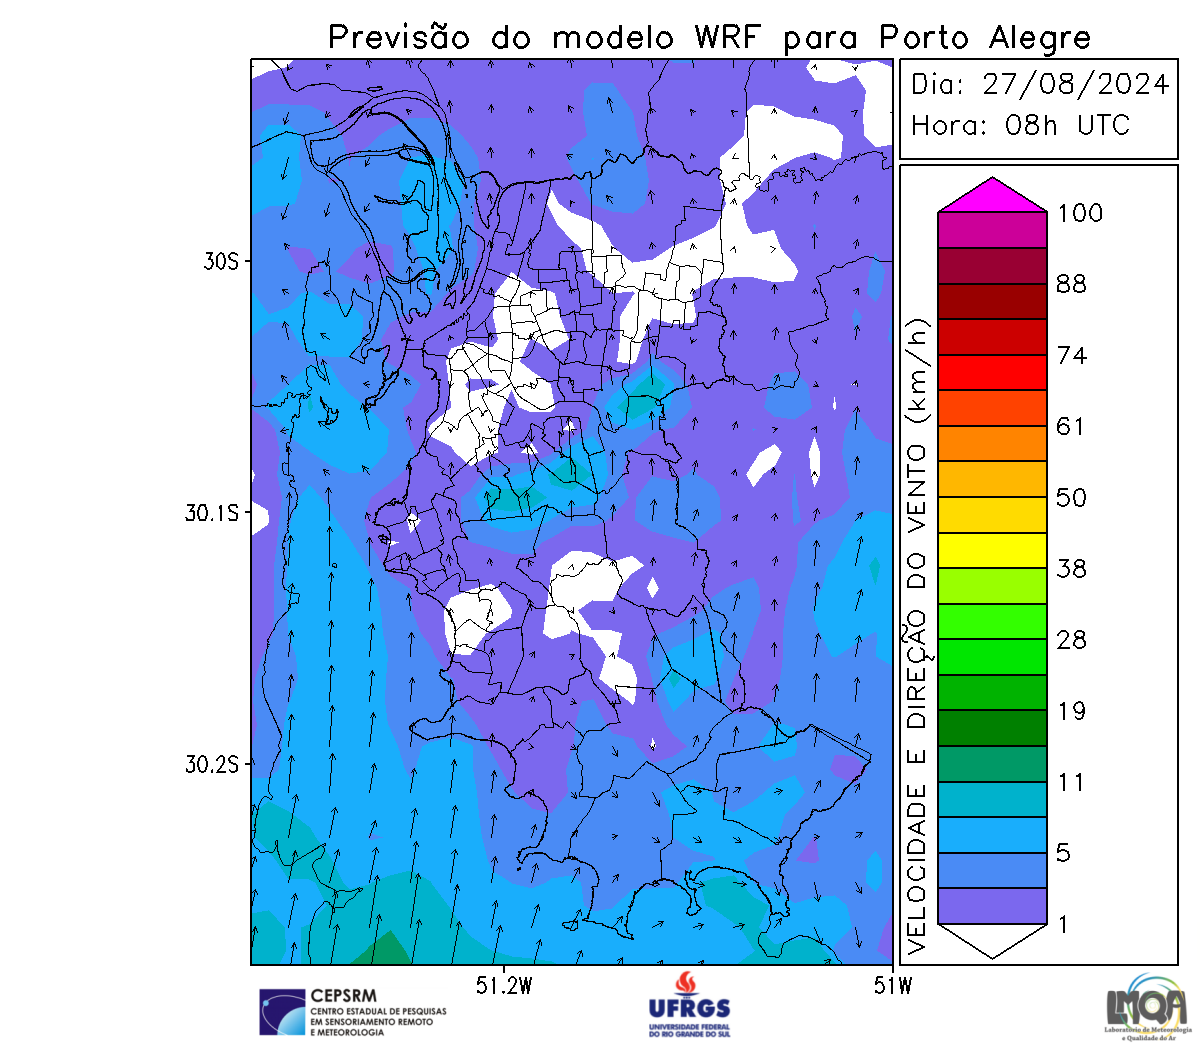 Previsão do modelo WRF para Porto Alegre
Dia: 27/08/2024
Hora: 08h UTC
30S
30.1S
30.2S
51.2W
51W
VELOCIDADE E DIREÇÃO DO VENTO (km/h)
100
88
74
61
50
38
28
19
11
5
1
CEPSRM
CENTRO ESTADUAL DE PESQUISAS
EM SENSORIAMENTO REMOTO
E METEOROLOGIA
UFRGS
UNIVERSIDADE FEDERAL
DO RIO GRANDE DO SUL
LMQA
Laboratório de Meteorologia
e Qualidade do Ar